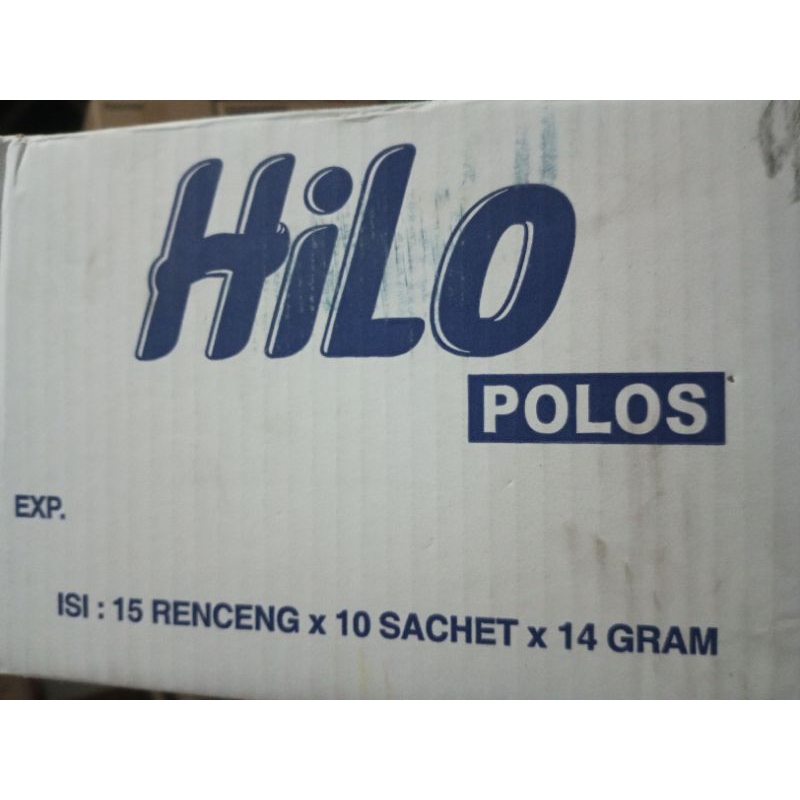 HiLo
POLOS
EXP.
ISI : 15 RENCENG x 10 SACHET x 14 GRAM